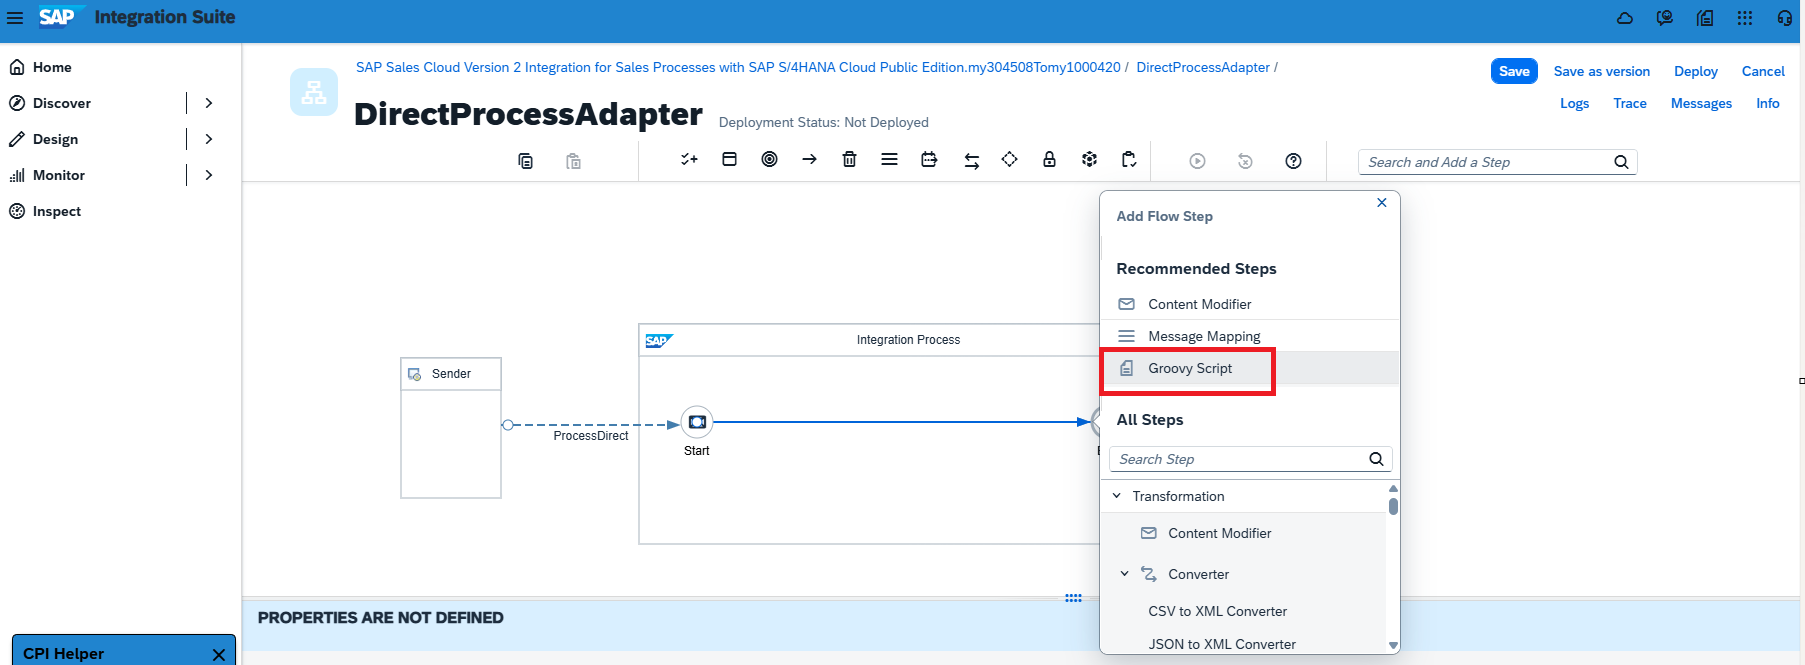 SAP Integration Suite
Home
Discover
Design
Monitor
Inspect
SAP Sales Cloud Version 2 Integration for Sales Processes with SAP S/4HANA Cloud Public Edition.my304508Tomy1000420 / DirectProcessAdapter /
DirectProcessAdapter
Deployment Status: Not Deployed
Save
Save as version
Deploy
Cancel
Logs
Trace
Messages
Info
Search and Add a Step
Sender
ProcessDirect
SAP
Integration Process
Start
Add Flow Step
Recommended Steps
Content Modifier
Message Mapping
Groovy Script
All Steps
Search Step
Transformation
Content Modifier
Converter
CSV to XML Converter
JSON to XML Converter
PROPERTIES ARE NOT DEFINED
CPI Helper